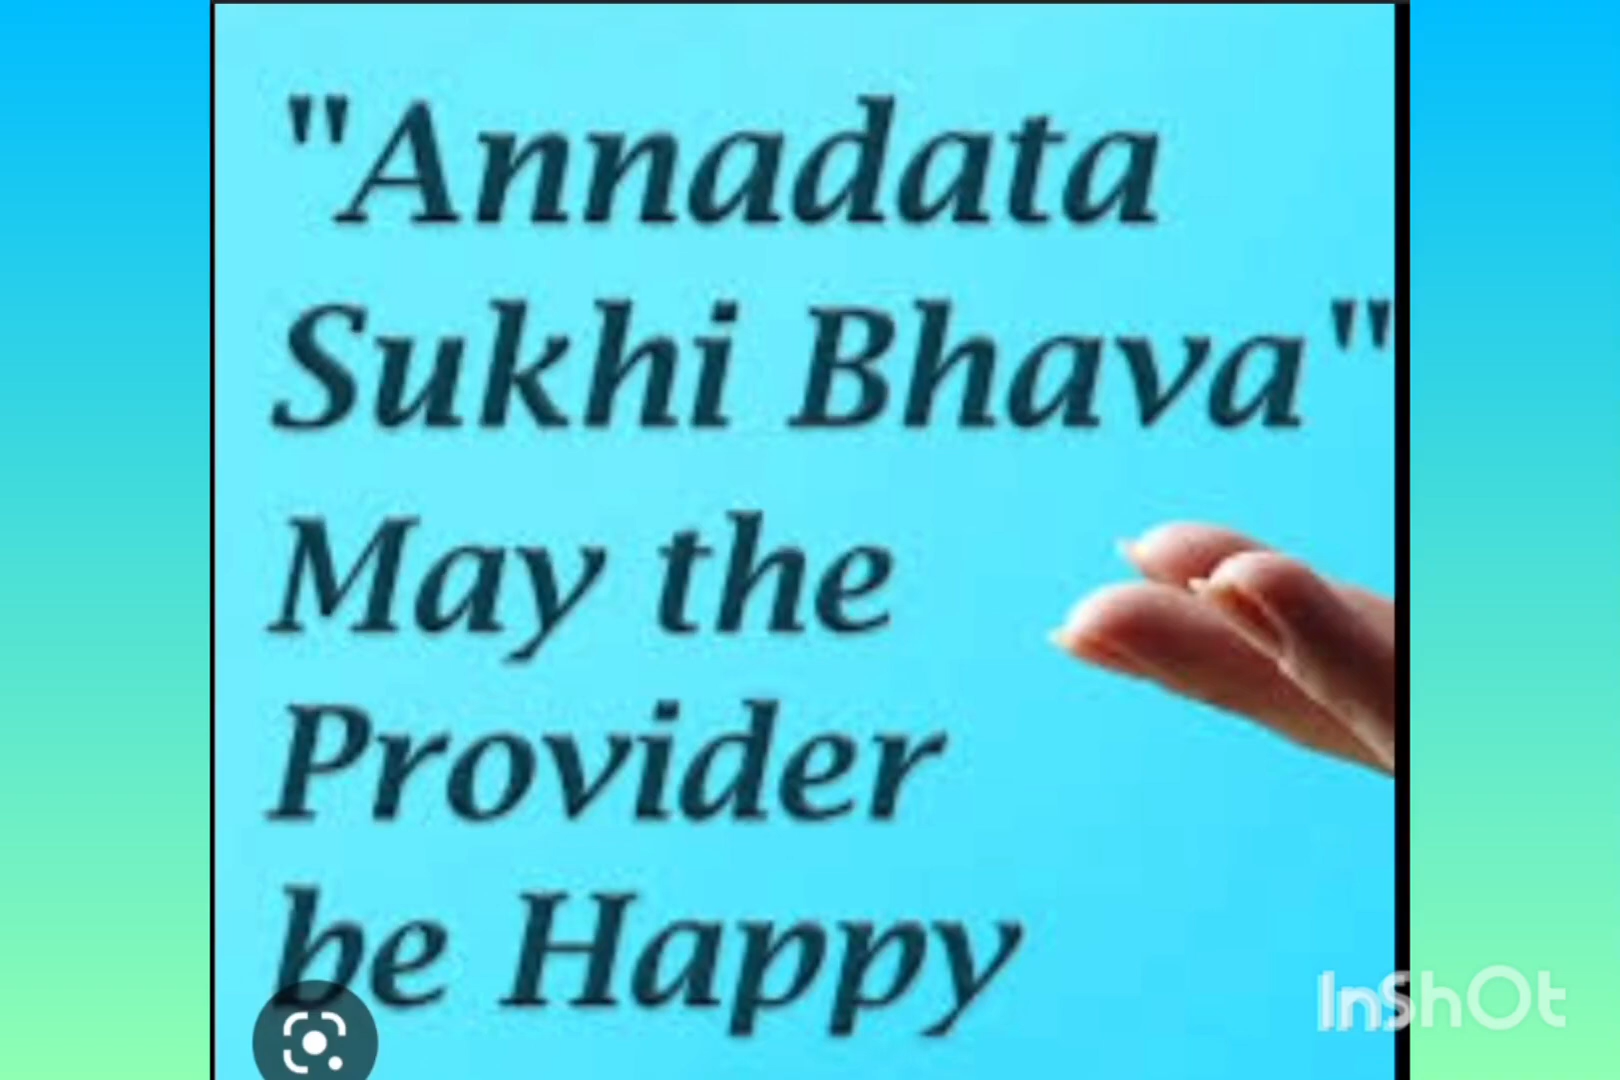 "Annadata
Sukhi Bhava"
May the
Provider
be Happy
InShOt